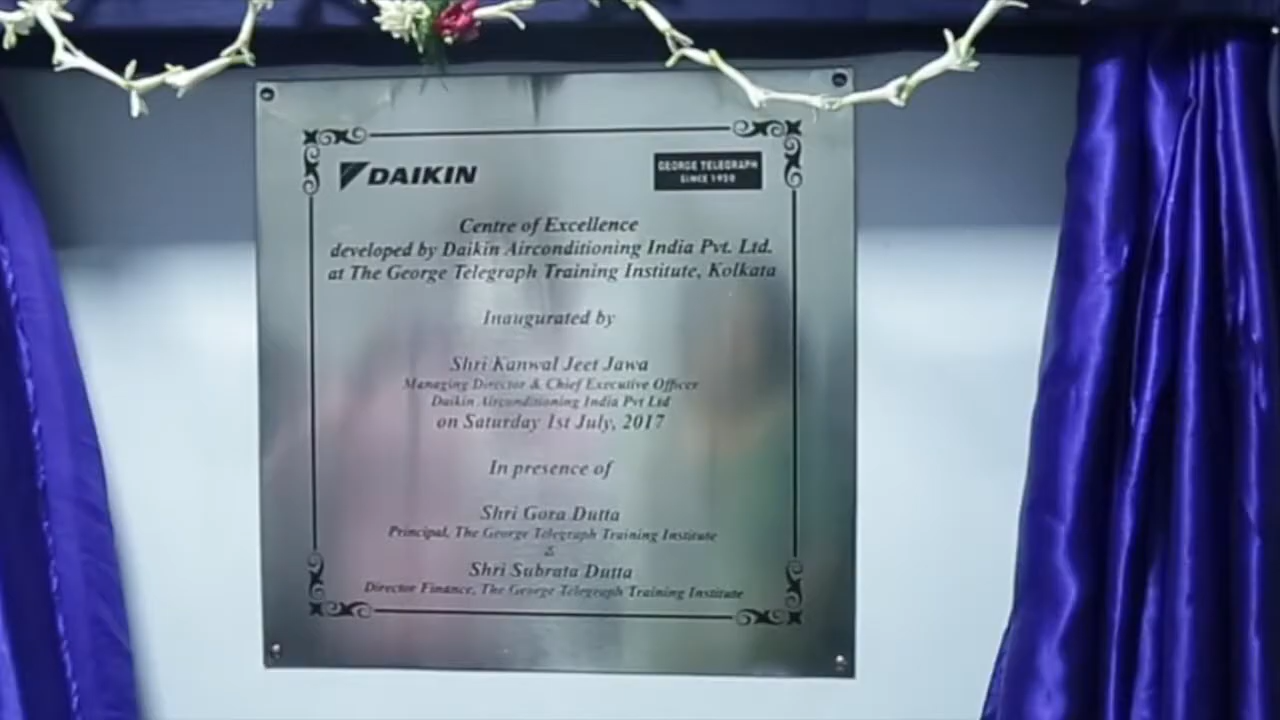 DAIKIN
GEORGE TELEGRAPH
SINCE 1920
Centre of Excellence
developed by Daikin Airconditioning India Pvt. Ltd.
at The George Telegraph Training Institute, Kolkata
Inaugurated by
Shri Kanwal Jeet Jawa
Managing Director & Chief Executive Officer
Daikin Airconditioning India Pvt Ltd
on Saturday 1st July, 2017
In presence of
Shri Gora Dutta
Principal, The George Telegraph Training Institute
&
Shri Subrata Dutta
Director Finance, The George Telegraph Training Institute